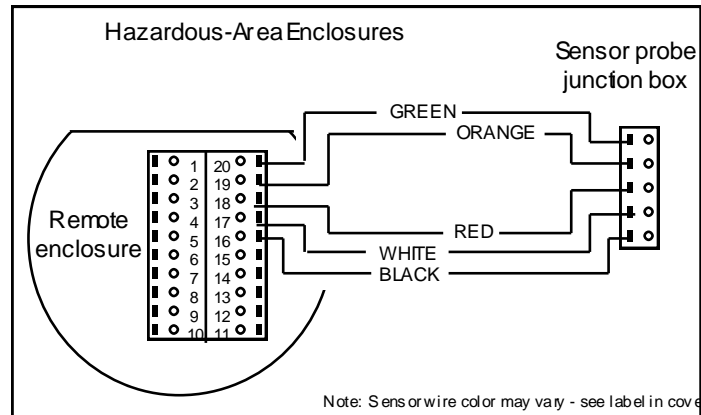 Hazardous-Area Enclosures
Sensor probe
junction box
GREEN
ORANGE
1 20
2 19
3 18
4 17
5 16
6 15
7 14
8 13
9 12
10 11
Remote
enclosure
RED
WHITE
BLACK
Note: Sensor wire color may vary - see label in cove